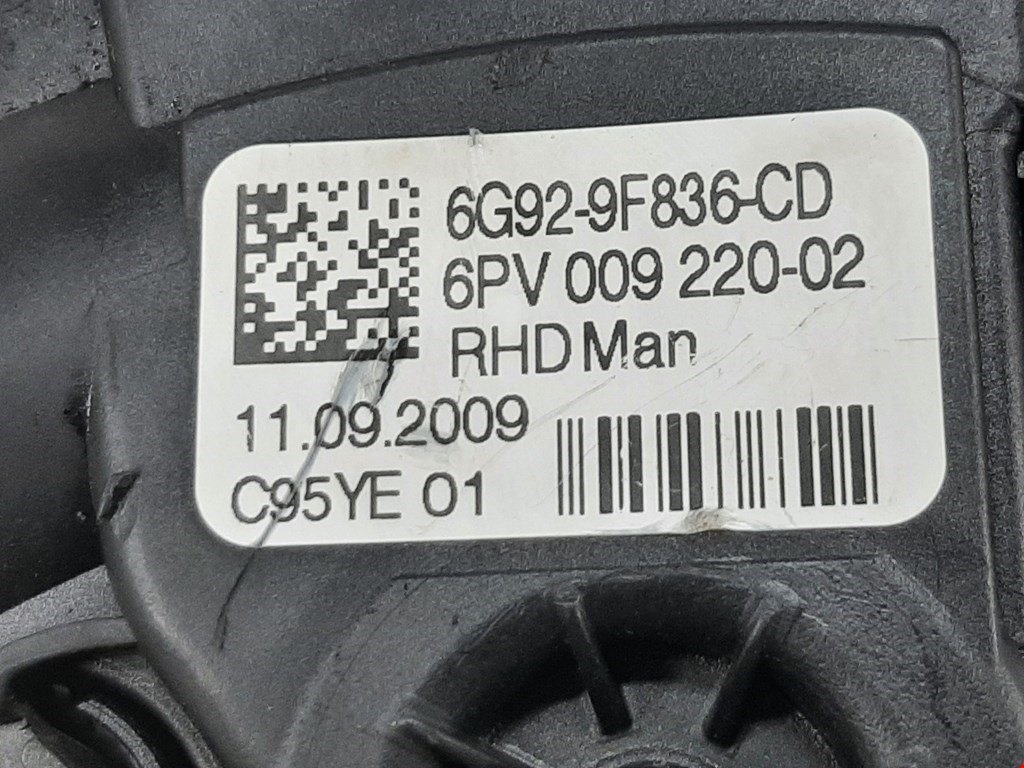 6G92-9F836-CD
6PV 009 220-02
RHD Man
11.09.2009
C95YE 01